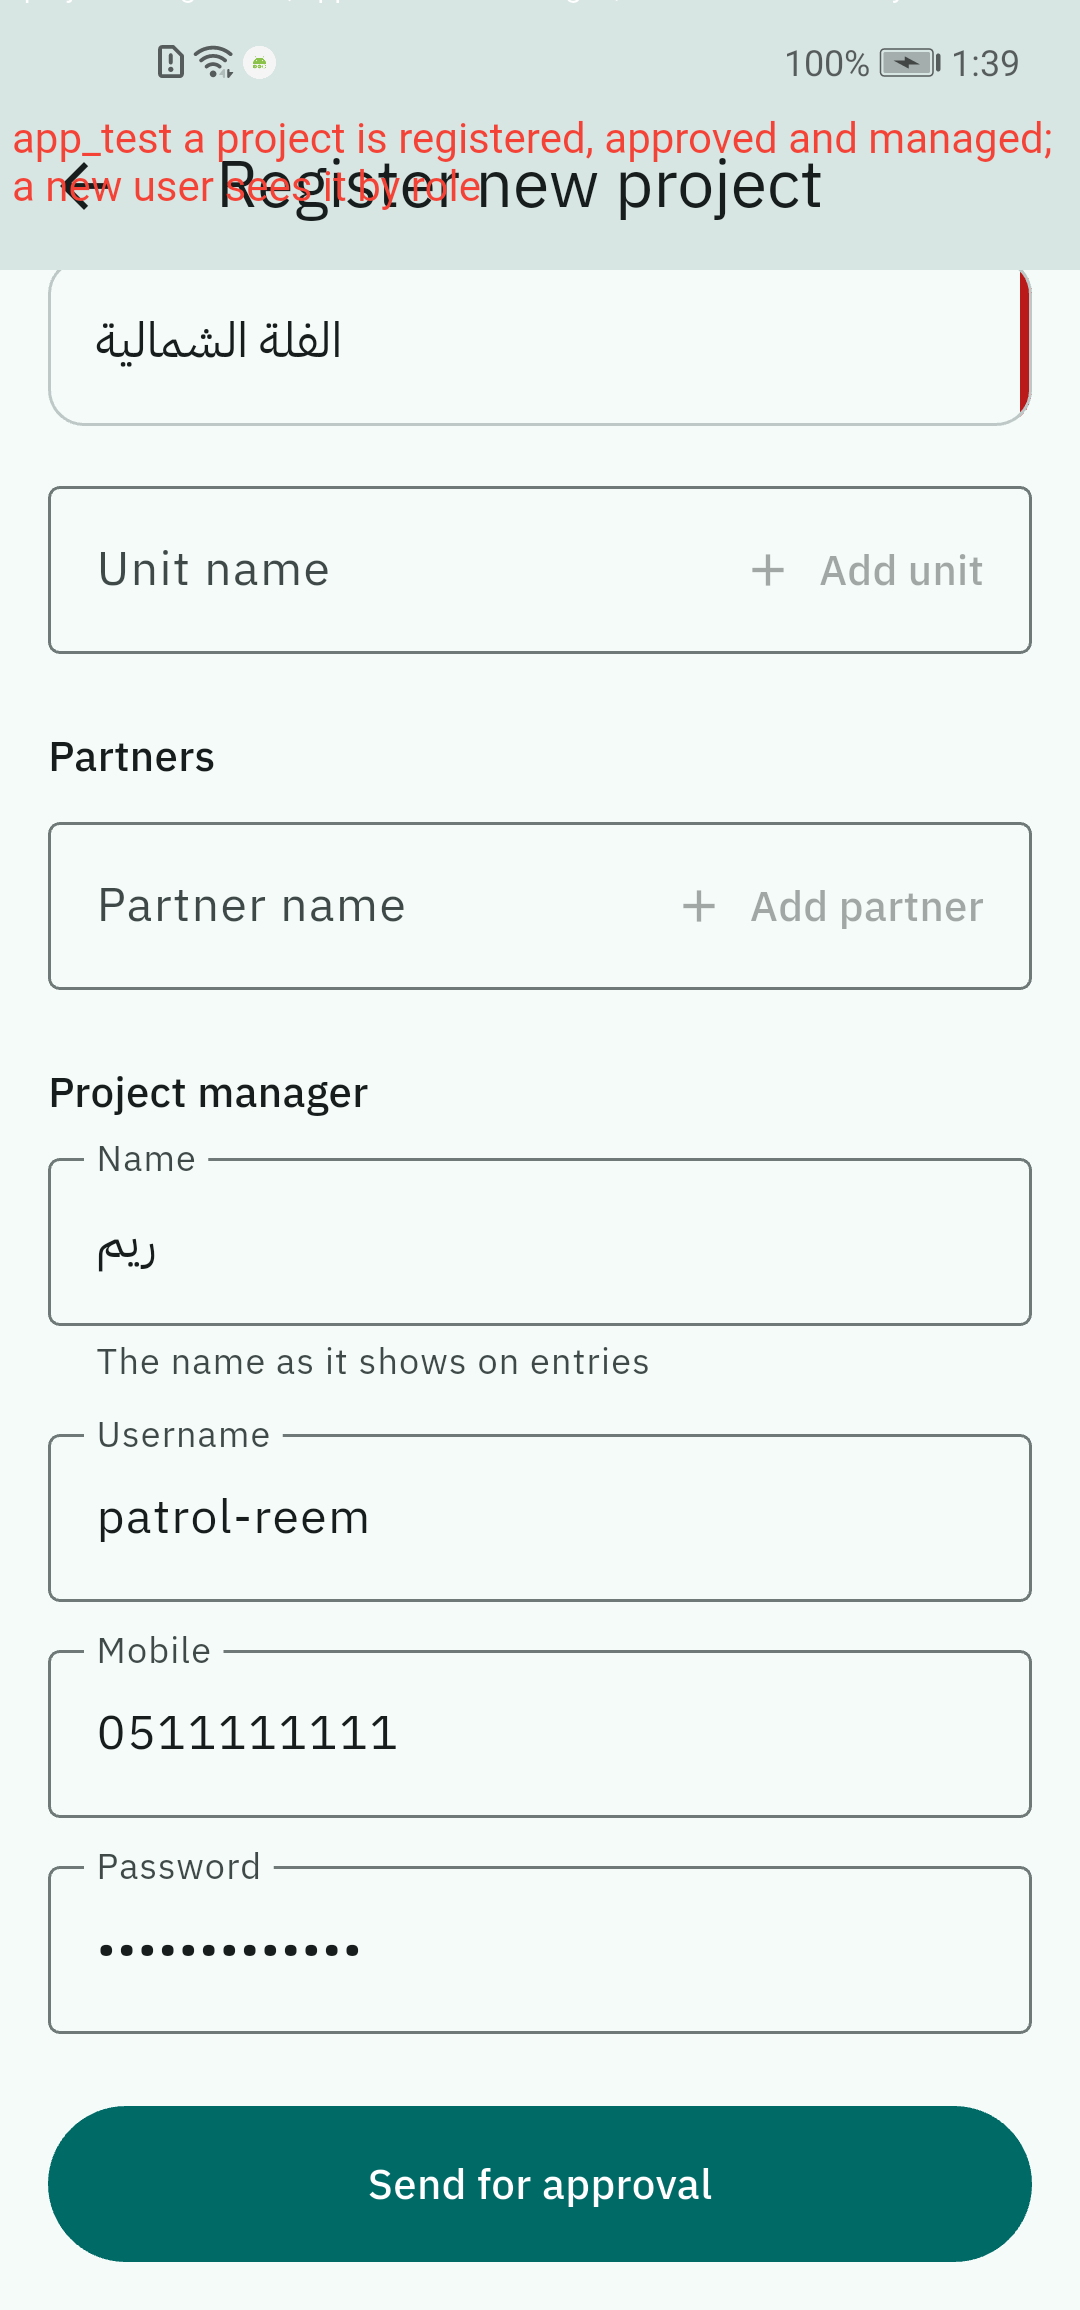 100% 1:39
app_test a project is registered, approved and managed;
a new user sees it by role
Register new project
الفلة الشمالية
Unit name
+ Add unit
Partners
Partner name
+ Add partner
Project manager
Name
ريم
The name as it shows on entries
Username
patrol-reem
Mobile
0511111111
Password
•••••••••••••
Send for approval